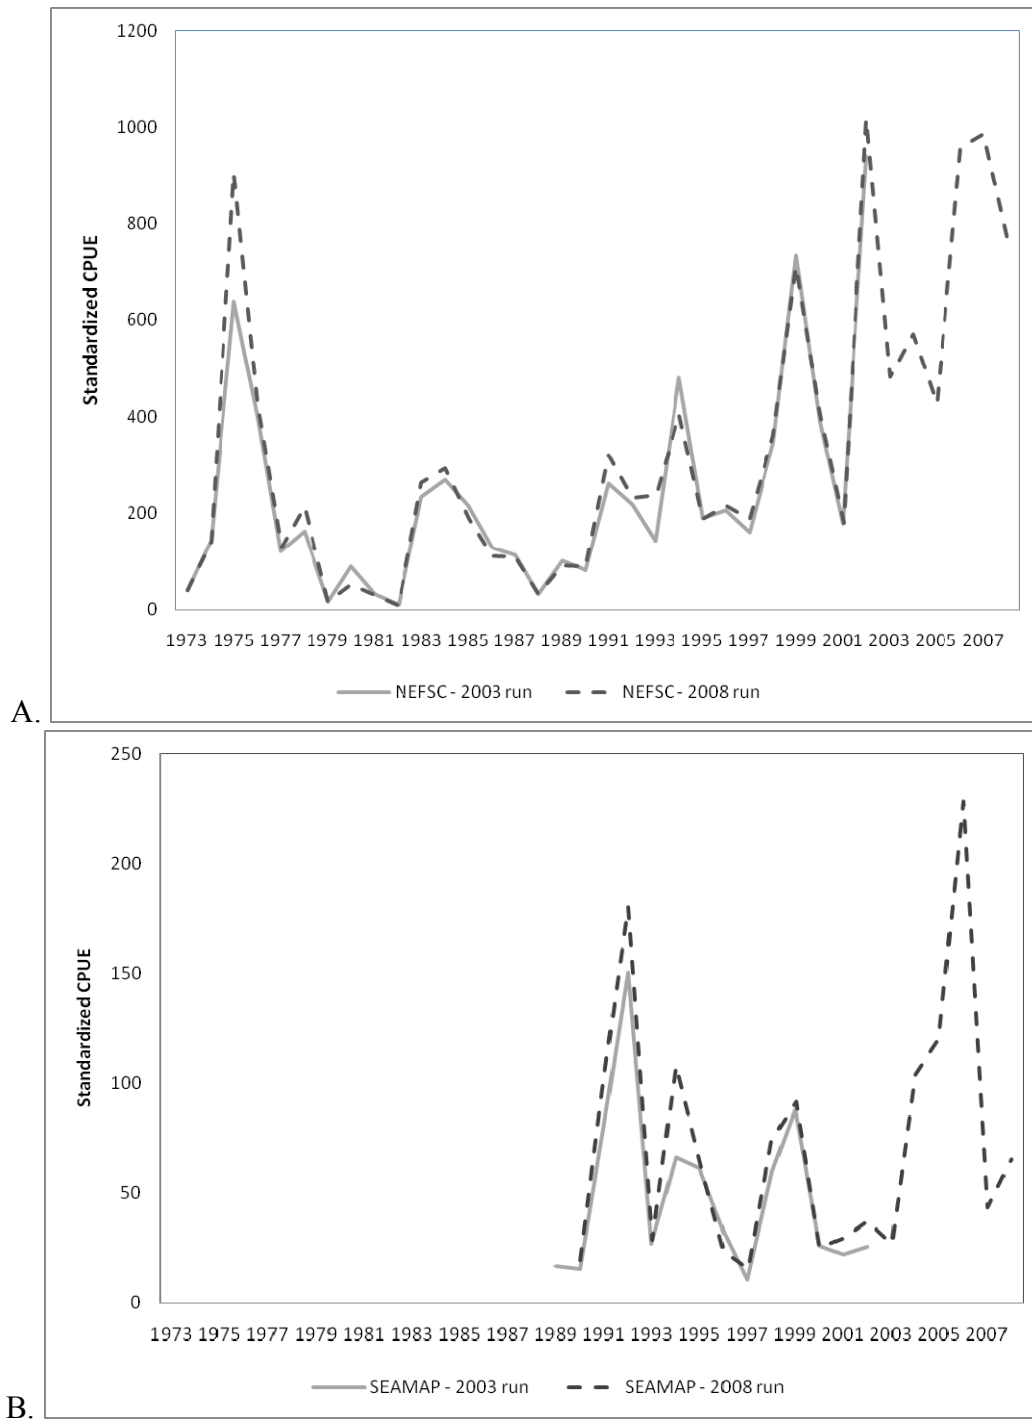 1200
1000
800
600
400
200
0
Standardized CPUE
1973 1975 1977 1979 1981 1983 1985 1987 1989 1991 1993 1995 1997 1999 2001 2003 2005 2007
NEFSC - 2003 run NEFSC - 2008 run
A.
250
200
150
100
50
0
Standardized CPUE
1973 1975 1977 1979 1981 1983 1985 1987 1989 1991 1993 1995 1997 1999 2001 2003 2005 2007
SEAMAP - 2003 run SEAMAP - 2008 run
B.